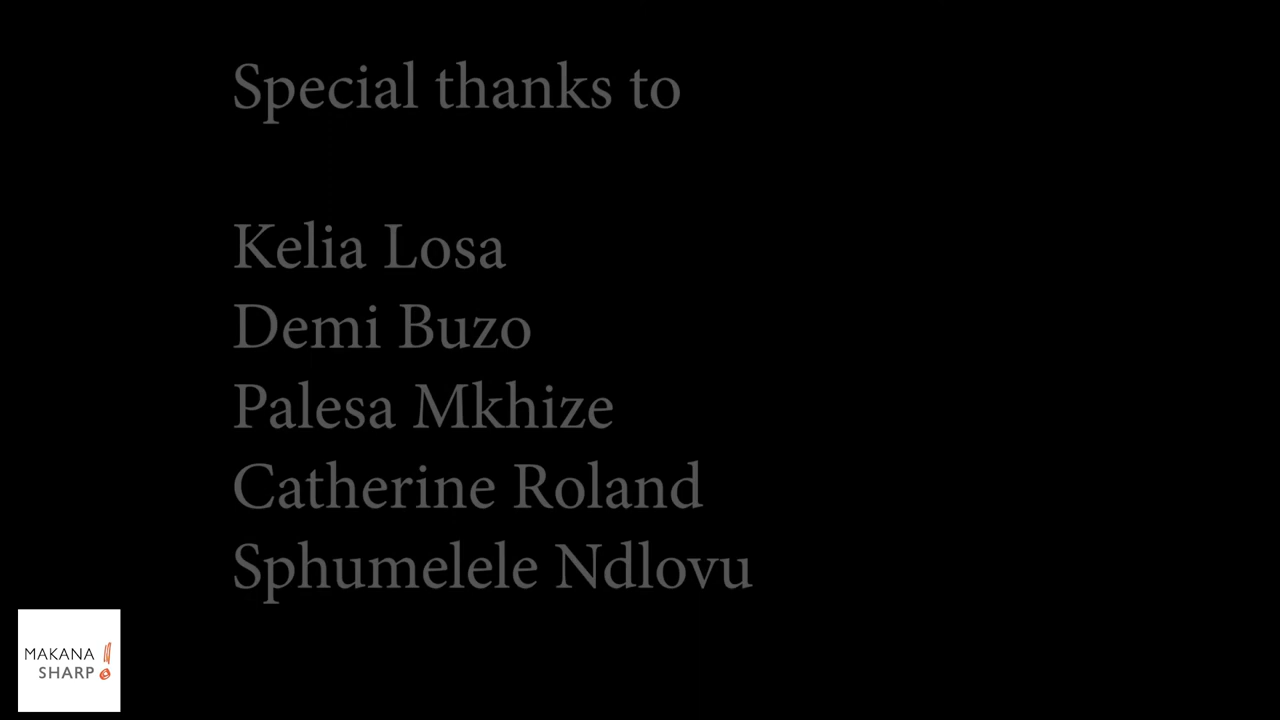 Special thanks to
Kelia Losa
Demi Buzo
Palesa Mkhize
Catherine Roland
Sphumelele Ndlovu
MAKANA
SHARP!